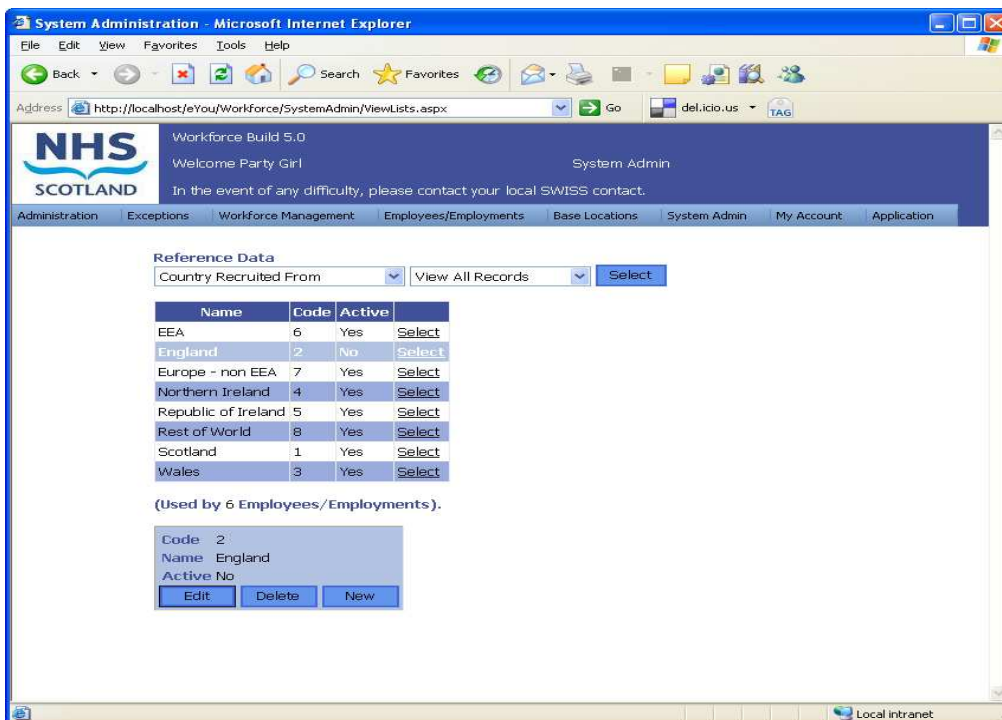 System Administration - Microsoft Internet Explorer
File Edit View Favorites Tools Help
Back Search Favorites
Address http://localhost/eYou/Workforce/SystemAdmin/ViewLists.aspx Go del.icio.us TAG
NHS
SCOTLAND
Workforce Build 5.0
Welcome Party Girl System Admin
In the event of any difficulty, please contact your local SWISS contact.
Administration Exceptions Workforce Management Employees/Employments Base Locations System Admin My Account Application
Reference Data
Country Recruited From View All Records Select
Name Code Active
EEA 6 Yes Select
England 2 No Select
Europe - non EEA 7 Yes Select
Northern Ireland 4 Yes Select
Republic of Ireland 5 Yes Select
Rest of World 8 Yes Select
Scotland 1 Yes Select
Wales 3 Yes Select
(Used by 6 Employees/Employments).
Code 2
Name England
Active No
Edit Delete New
Local intranet